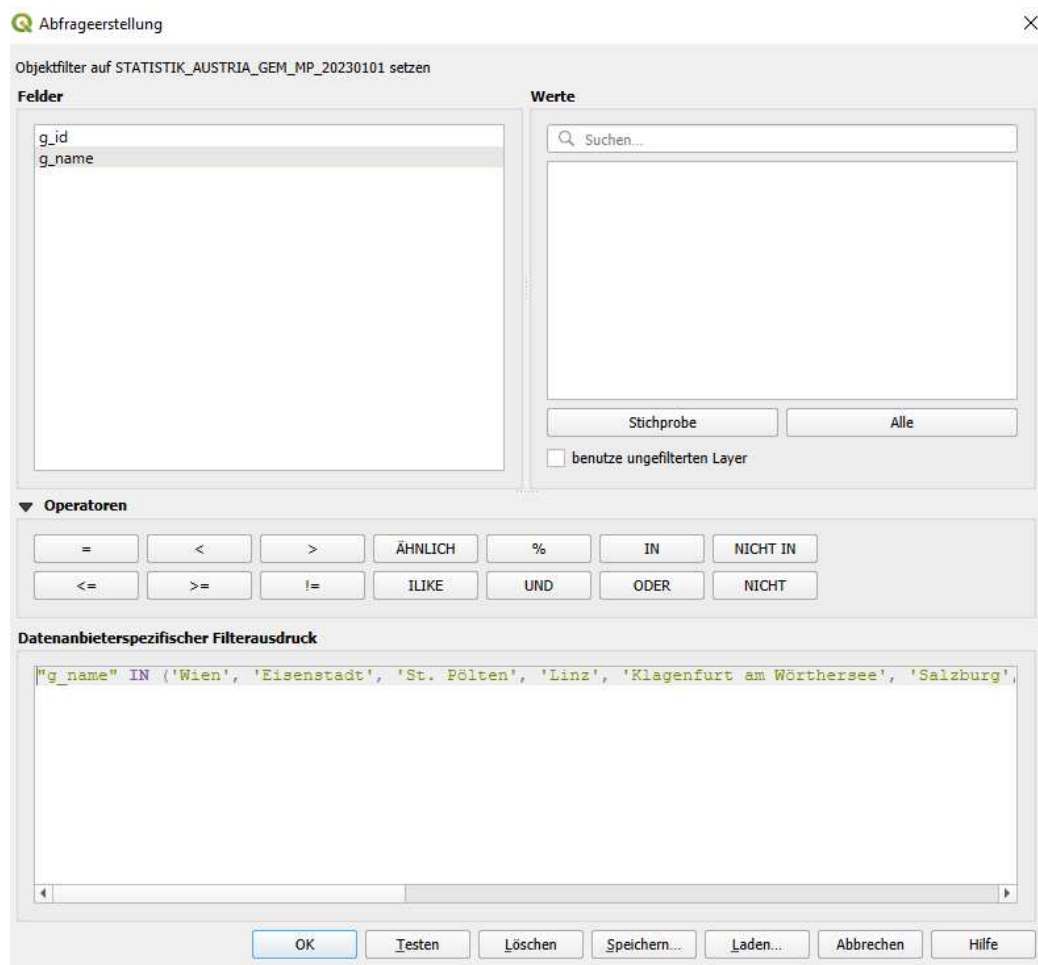 Abfrageerstellung
Objektfilter auf STATISTIK_AUSTRIA_GEM_MP_20230101 setzen
Felder
Werte
g_id
g_name
Suchen...
Stichprobe
Alle
benutze ungefilterten Layer
Operatoren
= < > ÄHNLICH % IN NICHT IN
<= >= != ILIKE UND ODER NICHT
Datenanbieterspezifischer Filterausdruck
"g_name" IN ('Wien', 'Eisenstadt', 'St. Pölten', 'Linz', 'Klagenfurt am Wörthersee', 'Salzburg',
OK Testen Löschen Speichern... Laden... Abbrechen Hilfe